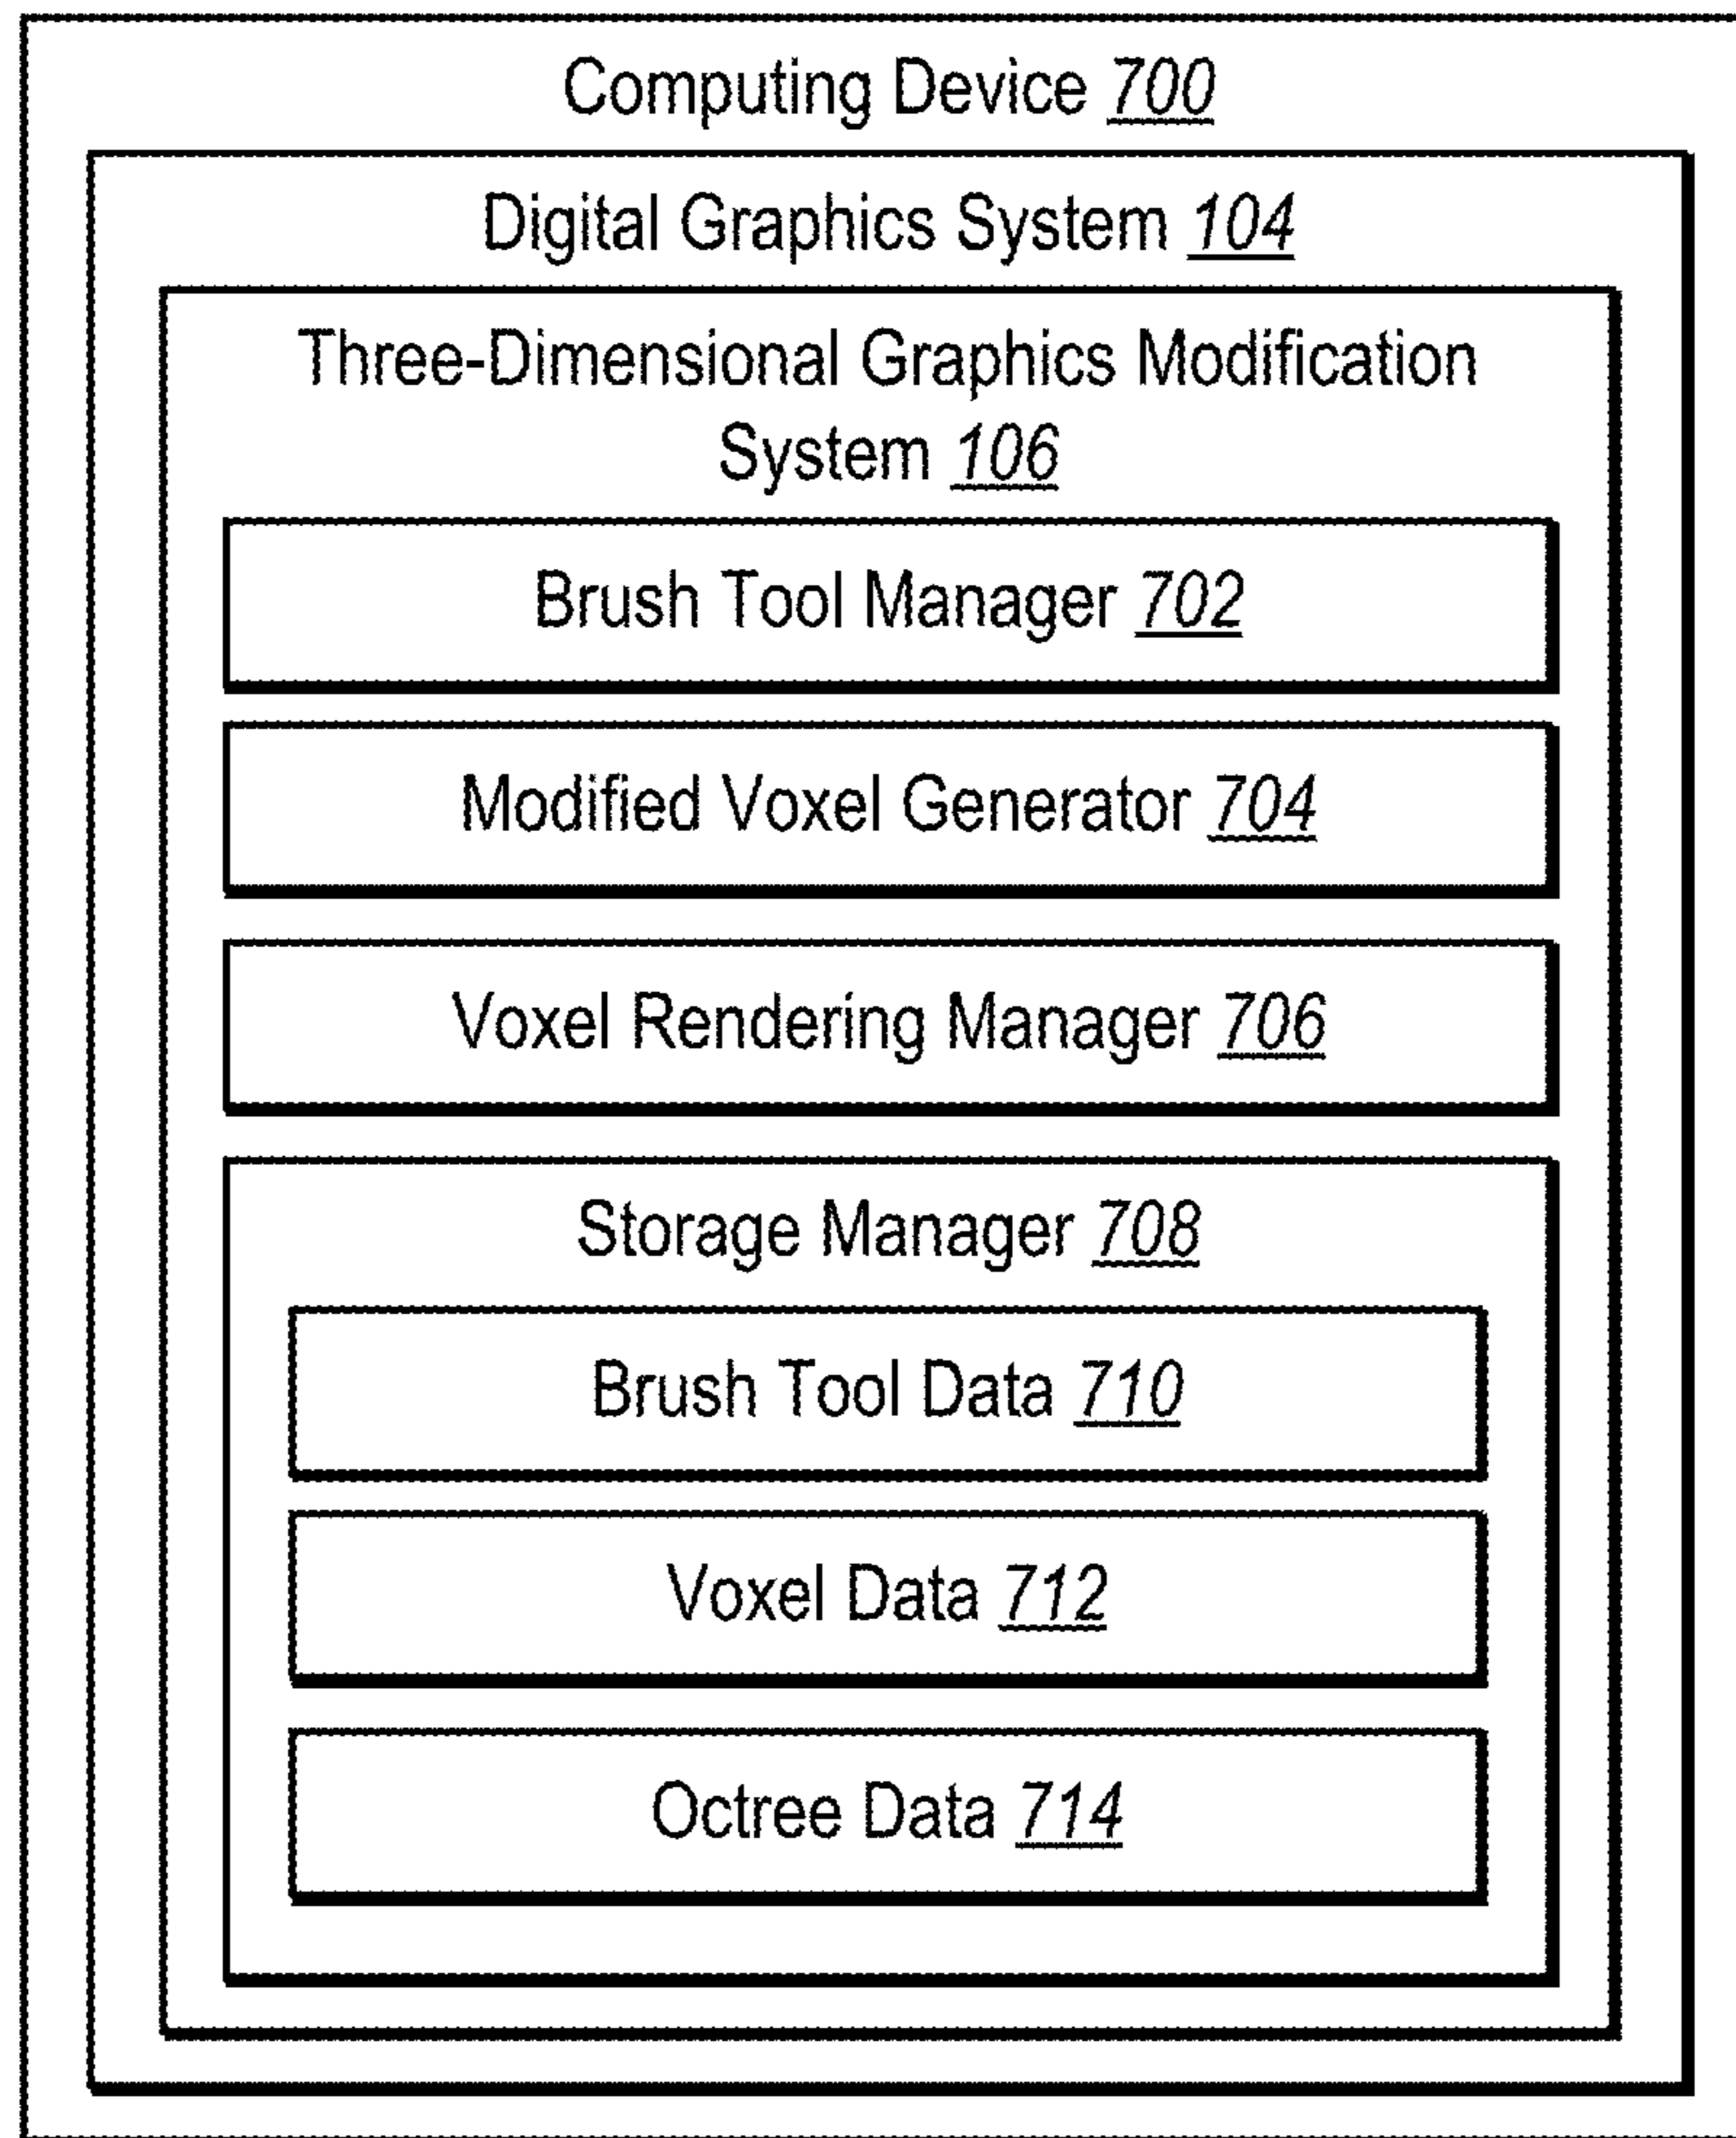 Computing Device 700
Digital Graphics System 104
Three-Dimensional Graphics Modification
System 106
Brush Tool Manager 702
Modified Voxel Generator 704
Voxel Rendering Manager 706
Storage Manager 708
Brush Tool Data 710
Voxel Data 712
Octree Data 714